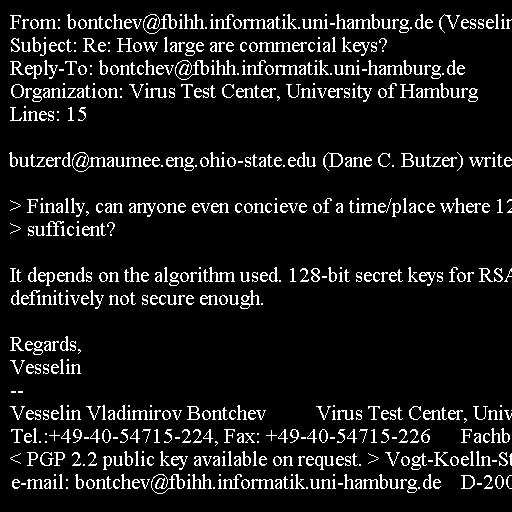 From: bontchev@fbihh.informatik.uni-hamburg.de (Vesselin
Subject: Re: How large are commercial keys?
Reply-To: bontchev@fbihh.informatik.uni-hamburg.de
Organization: Virus Test Center, University of Hamburg
Lines: 15

butzerd@maumee.eng.ohio-state.edu (Dane C. Butzer) write

> Finally, can anyone even concieve of a time/place where 12
> sufficient?

It depends on the algorithm used. 128-bit secret keys for RSA
definitively not secure enough.

Regards,
Vesselin
--
Vesselin Vladimirov Bontchev Virus Test Center, Univ
Tel.:+49-40-54715-224, Fax: +49-40-54715-226 Fachb
< PGP 2.2 public key available on request. > Vogt-Koelln-St
e-mail: bontchev@fbihh.informatik.uni-hamburg.de D-200